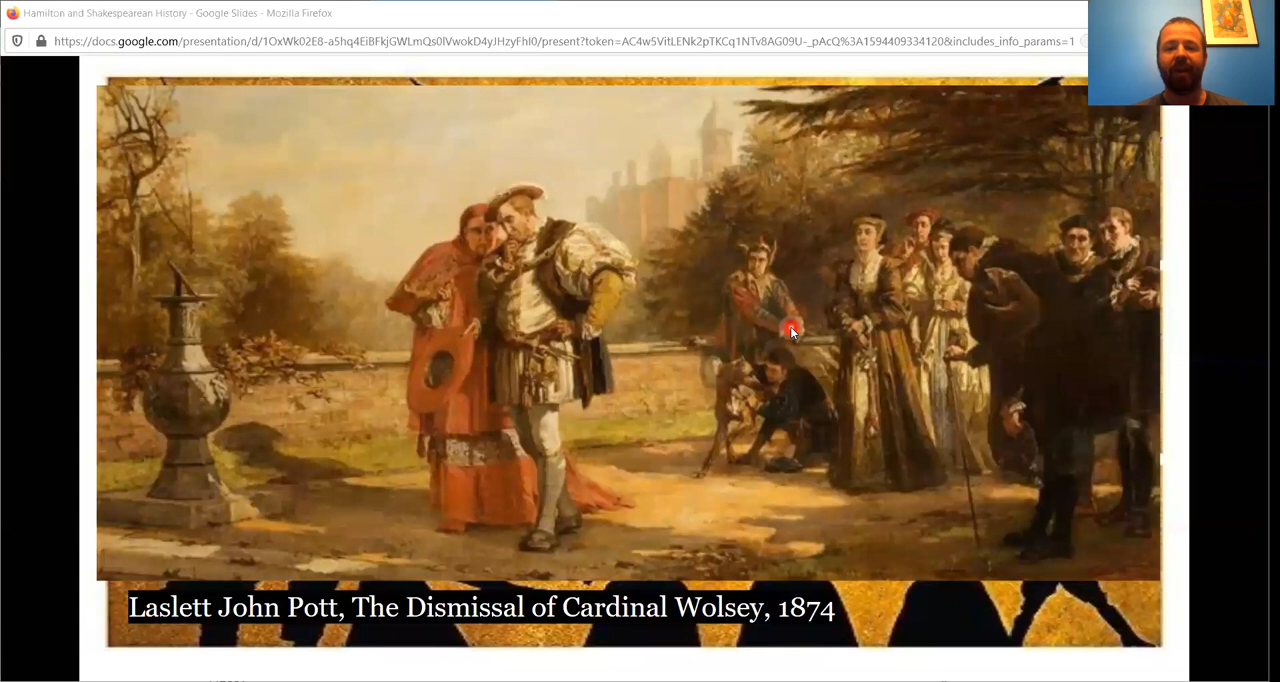 Hamilton and Shakespearean History - Google Slides - Mozilla Firefox
https://docs.google.com/presentation/d/1OxWk02E8-a5hq4EiBFkjGWLmQs0lVwokD4yJHzyFhI0/present?token=AC4w5VitLENk2pTKCq1NTv8AG09U-_pAcQ%3A1594409334120&includes_info_params=1
Laslett John Pott, The Dismissal of Cardinal Wolsey, 1874